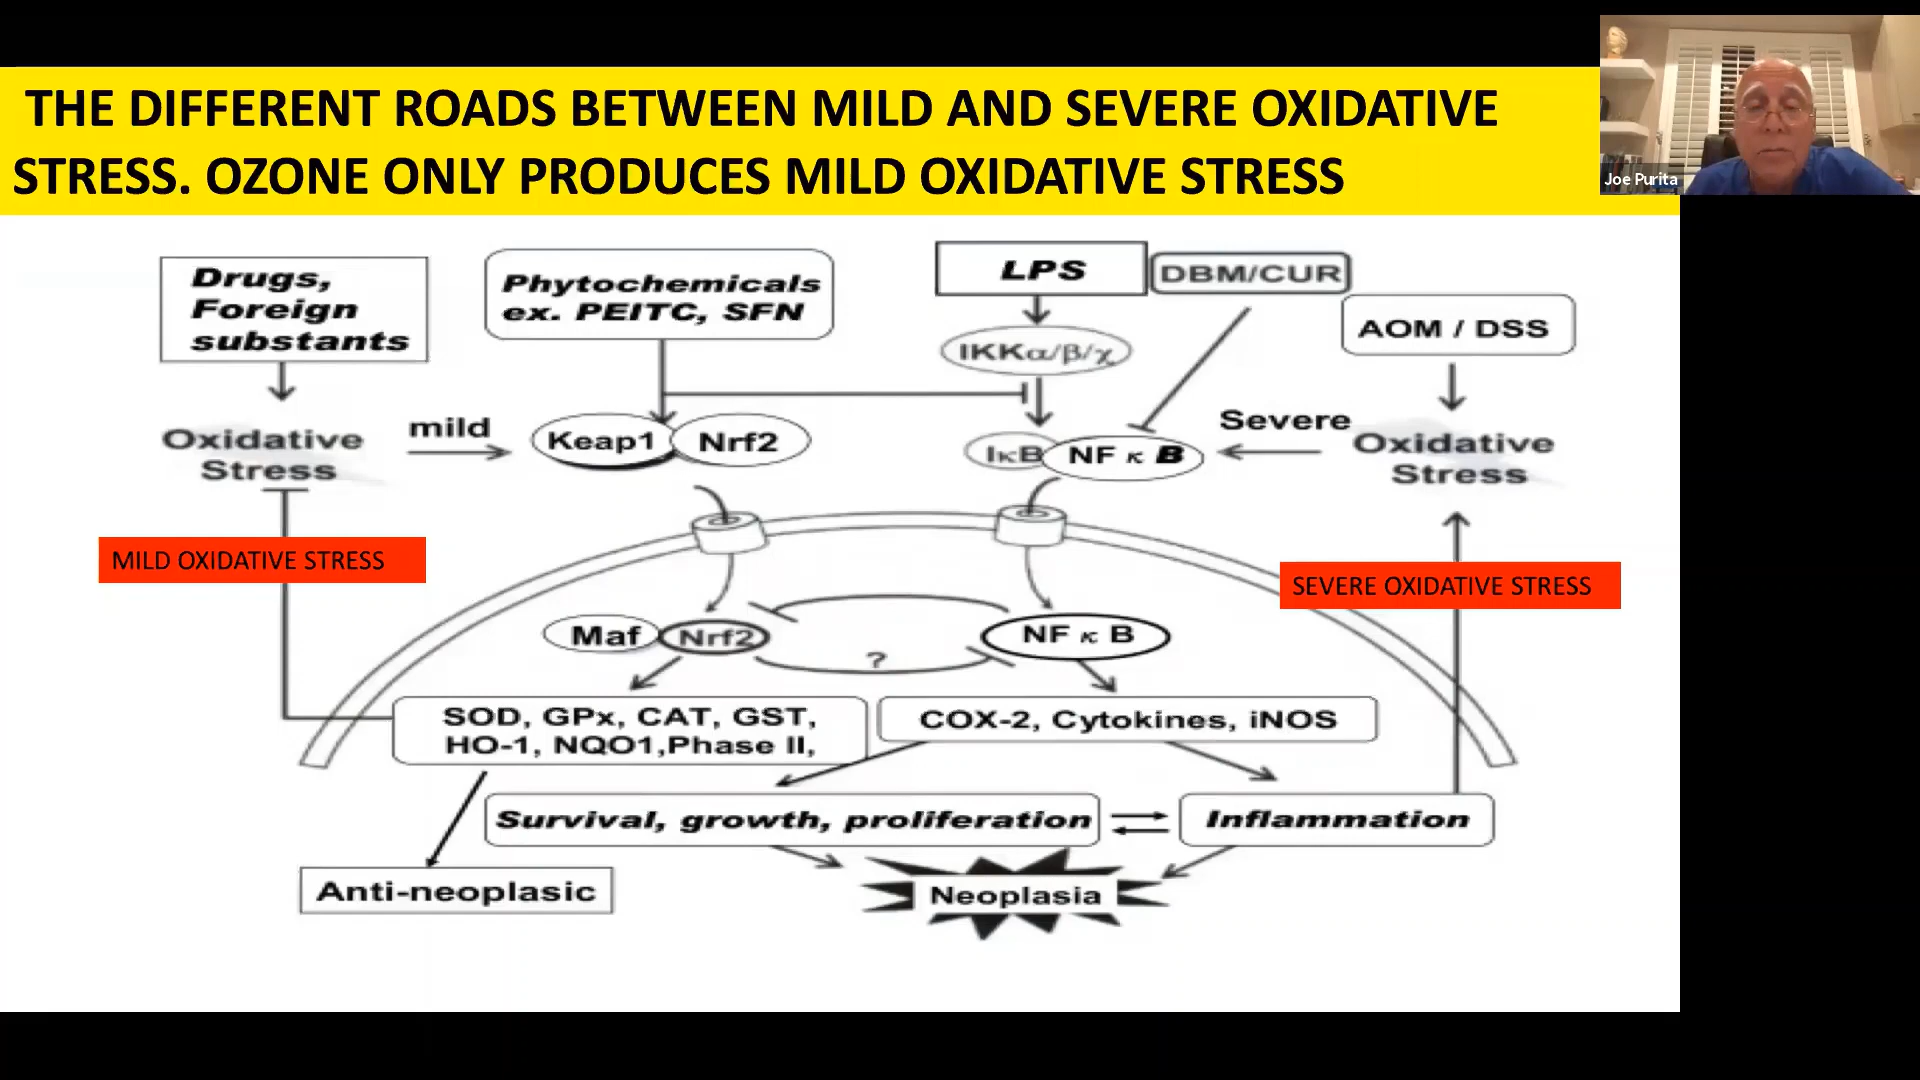 THE DIFFERENT ROADS BETWEEN MILD AND SEVERE OXIDATIVE
STRESS. OZONE ONLY PRODUCES MILD OXIDATIVE STRESS
Joe Purita
Drugs,
Foreign
substants
Phytochemicals
ex. PEITC, SFN
LPS
DBM/CUR
AOM / DSS
IKKα/β/χ
Oxidative
Stress
mild
Keap1
Nrf2
IκB
NF κ B
Severe
Oxidative
Stress
MILD OXIDATIVE STRESS
SEVERE OXIDATIVE STRESS
Maf
Nrf2
?
NF κ B
SOD, GPx, CAT, GST,
HO-1, NQO1,Phase II,
COX-2, Cytokines, iNOS
Survival, growth, proliferation
Inflammation
Anti-neoplasic
Neoplasia